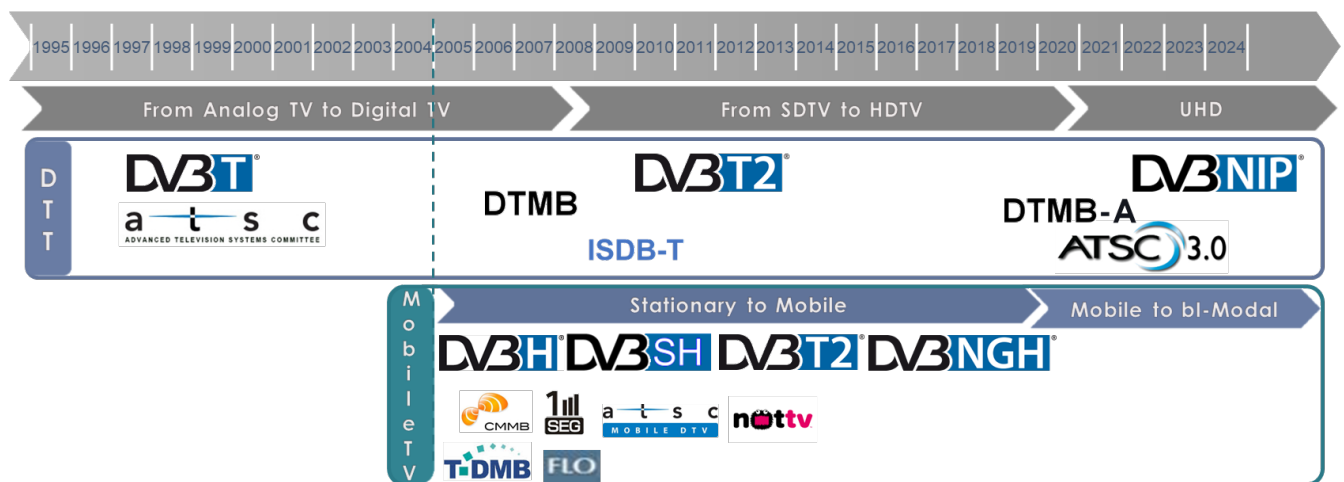 1995 1996 1997 1998 1999 2000 2001 2002 2003 2004 2005 2006 2007 2008 2009 2010 2011 2012 2013 2014 2015 2016 2017 2018 2019 2020 2021 2022 2023 2024
From Analog TV to Digital TV From SDTV to HDTV UHD
DTT
DVB T® DVB T2® DVB NIP®
DTMB DTMB-A
atsc
ADVANCED TELEVISION SYSTEMS COMMITTEE
ISDB-T ATSC 3.0
MobileTV
Stationary to Mobile Mobile to bI-Modal
DVB H® DVB SH DVB T2® DVB NGH®
CMMB 1SEG atsc nottv
MOBILE DTV
T-DMB FLO